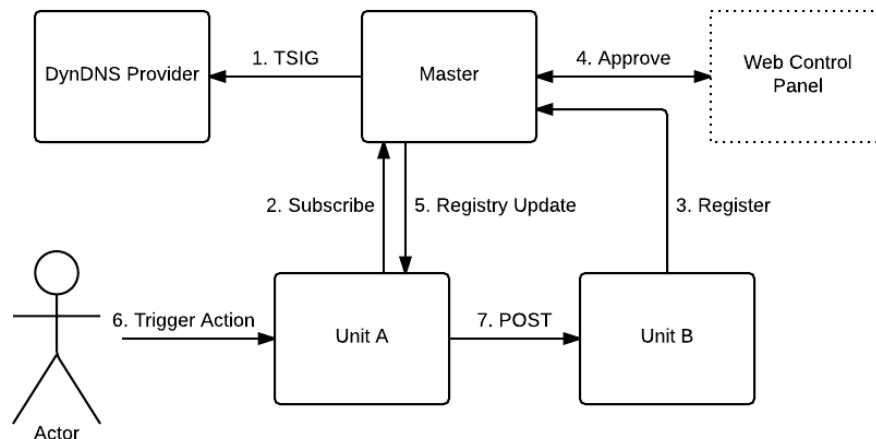 DynDNS Provider
1. TSIG
Master
4. Approve
Web Control
Panel
2. Subscribe
5. Registry Update
3. Register
6. Trigger Action
Unit A
7. POST
Unit B
Actor